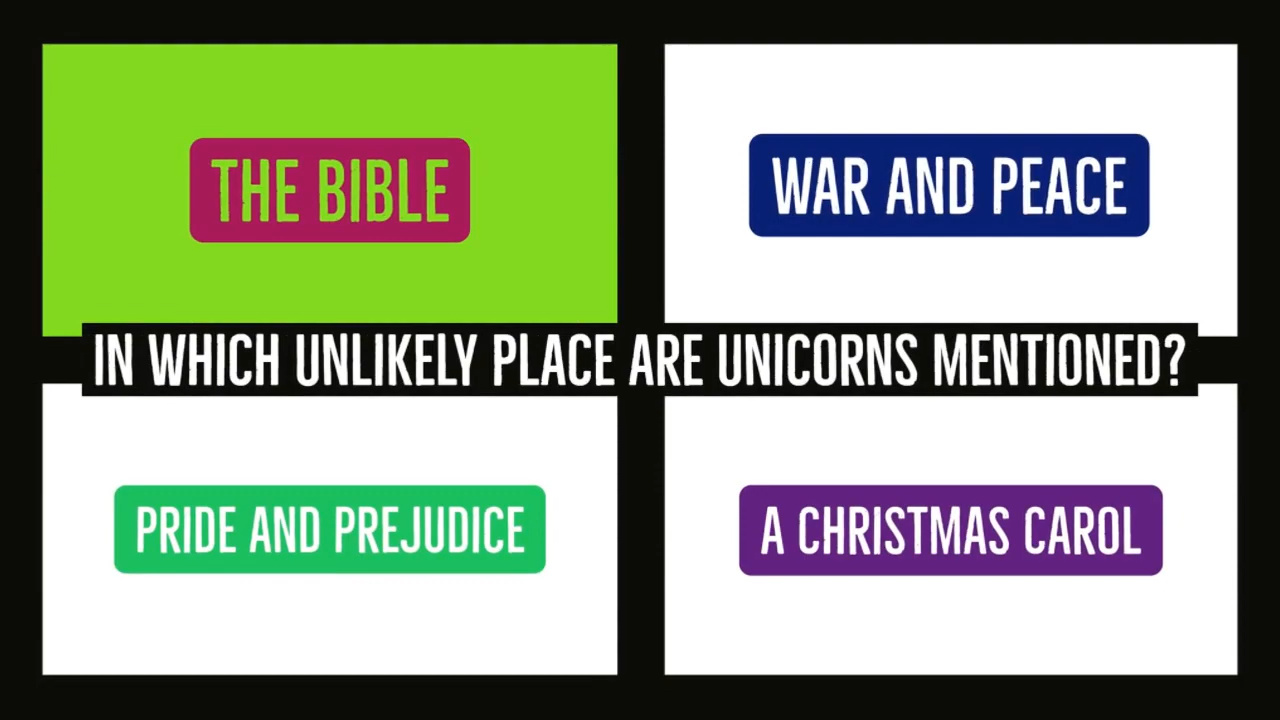 THE BIBLE
WAR AND PEACE
IN WHICH UNLIKELY PLACE ARE UNICORNS MENTIONED?
PRIDE AND PREJUDICE
A CHRISTMAS CAROL